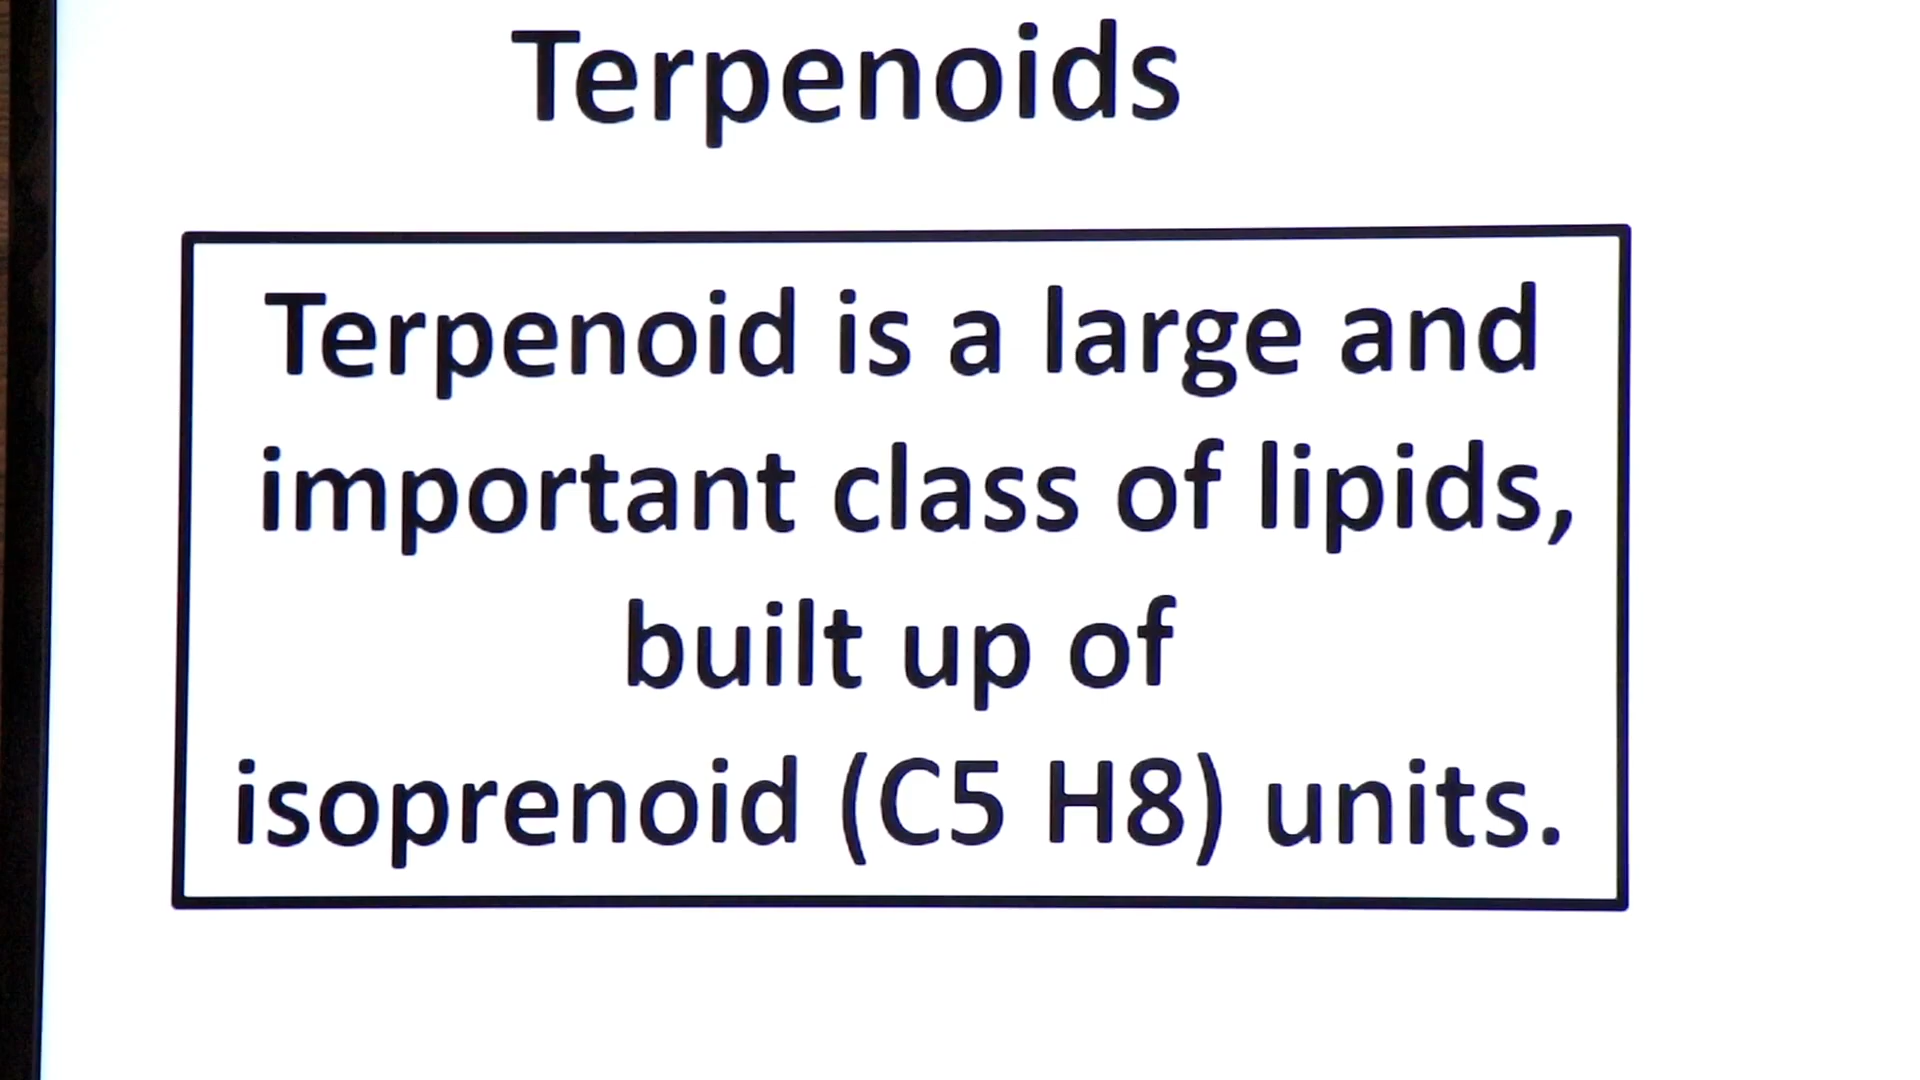 Terpenoids
Terpenoid is a large and
important class of lipids,
built up of
isoprenoid (C5 H8) units.